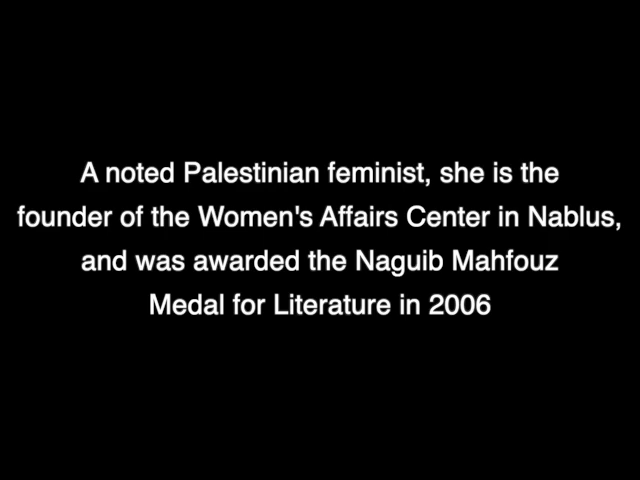 A noted Palestinian feminist, she is the
founder of the Women's Affairs Center in Nablus,
and was awarded the Naguib Mahfouz
Medal for Literature in 2006